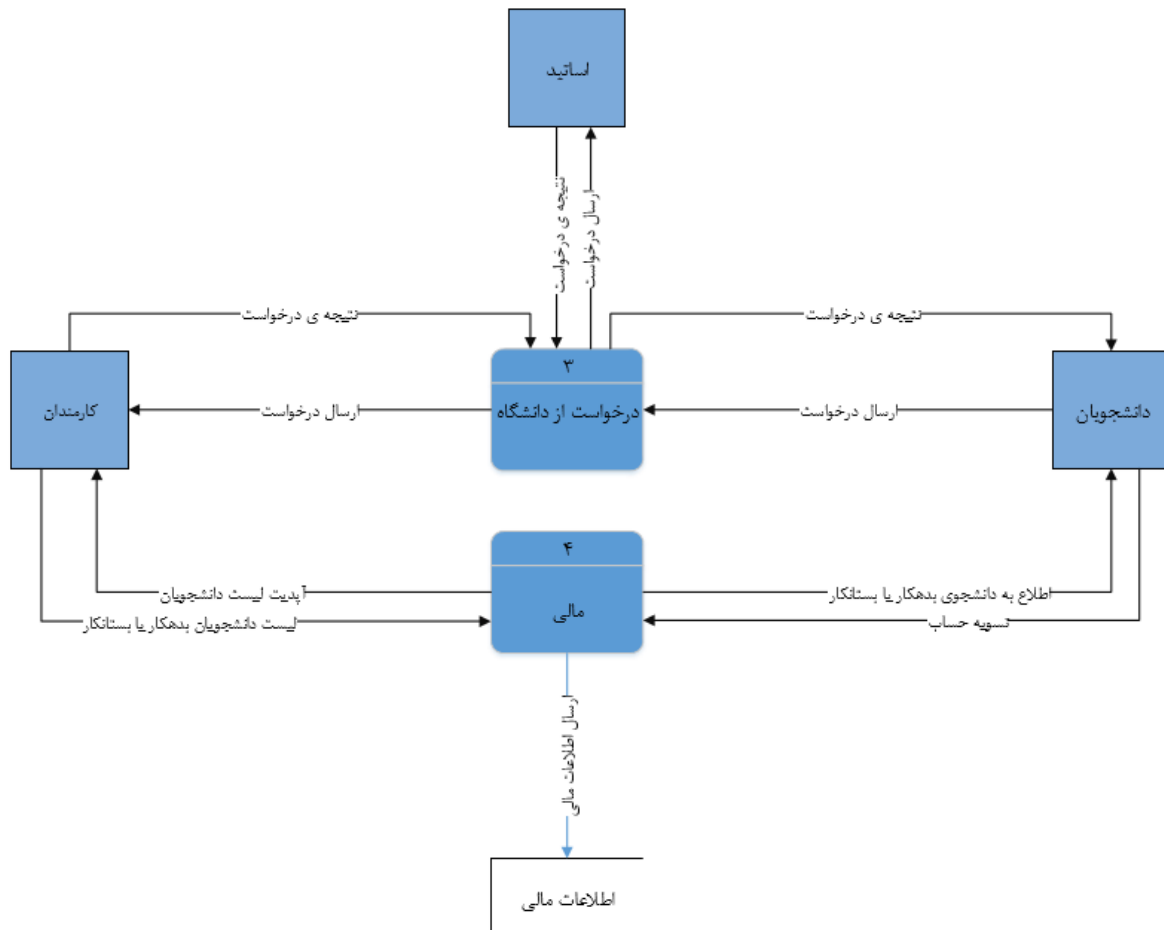 اساتید
نتیجه ی درخواست
ارسال درخواست
نتیجه ی درخواست
نتیجه ی درخواست
دانشجویان
ارسال درخواست
۳
درخواست از دانشگاه
ارسال درخواست
کارمندان
۴
مالی
اطلاع به دانشجوی بدهکار یا بستانکار
تسویه حساب
آپدیت لیست دانشجویان
لیست دانشجویان بدهکار یا بستانکار
ارسال اطلاعات مالی
اطلاعات مالی